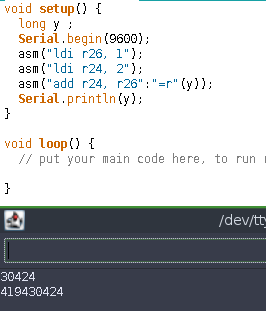 void setup() {
long y ;
Serial.begin(9600);
asm("ldi r26, 1");
asm("ldi r24, 2");
asm("add r24, r26":"=r"(y));
Serial.println(y);
}
void loop() {
// put your main code here, to run
}
/dev/tty
30424
419430424